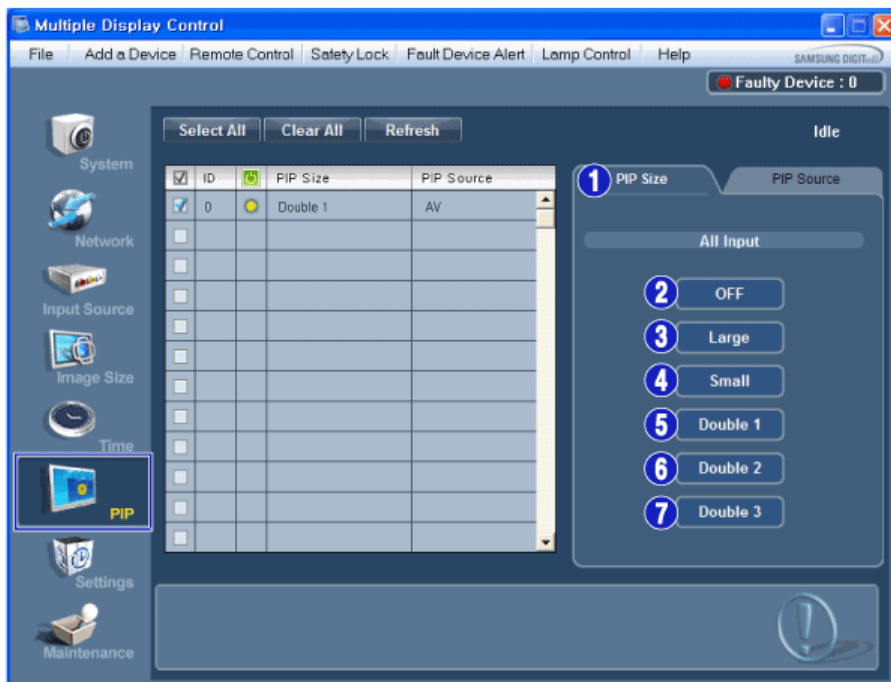 Multiple Display Control
File Add a Device Remote Control Safety Lock Fault Device Alert Lamp Control Help SAMSUNG DIGITall
Faulty Device : 0
Select All Clear All Refresh Idle
System
Network
Input Source
Image Size
Time
PIP
Settings
Maintenance
ID PIP Size PIP Source
0 Double 1 AV
1 PIP Size PIP Source
All Input
2 OFF
3 Large
4 Small
5 Double 1
6 Double 2
7 Double 3